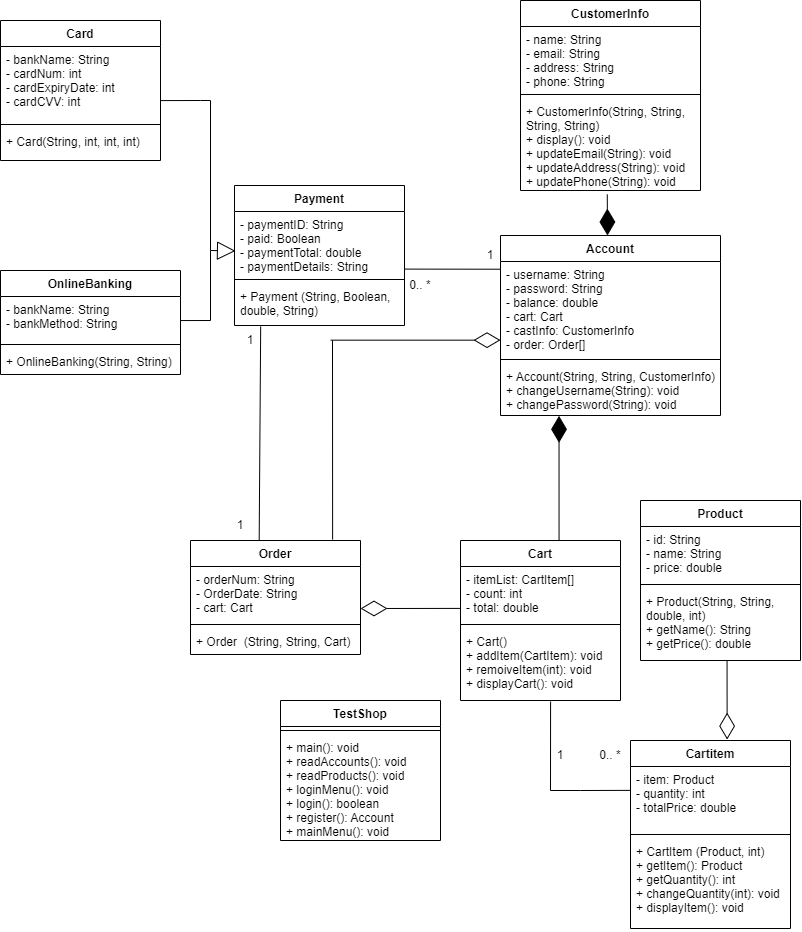 Card
- bankName: String
- cardNum: int
- cardExpiryDate: int
- cardCVV: int
+ Card(String, int, int, int)
CustomerInfo
- name: String
- email: String
- address: String
- phone: String
+ CustomerInfo(String, String,
String, String)
+ display(): void
+ updateEmail(String): void
+ updateAddress(String): void
+ updatePhone(String): void
Payment
- paymentID: String
- paid: Boolean
- paymentTotal: double
- paymentDetails: String
+ Payment (String, Boolean,
double, String)
1
0.. *
Account
- username: String
- password: String
- balance: double
- cart: Cart
- castInfo: CustomerInfo
- order: Order[]
+ Account(String, String, CustomerInfo)
+ changeUsername(String): void
+ changePassword(String): void
OnlineBanking
- bankName: String
- bankMethod: String
+ OnlineBanking(String, String)
1
1
Order
- orderNum: String
- OrderDate: String
- cart: Cart
+ Order  (String, String, Cart)
Cart
- itemList: CartItem[]
- count: int
- total: double
+ Cart()
+ addItem(CartItem): void
+ remoiveItem(int): void
+ displayCart(): void
Product
- id: String
- name: String
- price: double
+ Product(String, String,
double, int)
+ getName(): String
+ getPrice(): double
TestShop
+ main(): void
+ readAccounts(): void
+ readProducts(): void
+ loginMenu(): void
+ login(): boolean
+ register(): Account
+ mainMenu(): void
1
0.. *
Cartitem
- item: Product
- quantity: int
- totalPrice: double
+ CartItem (Product, int)
+ getItem(): Product
+ getQuantity(): int
+ changeQuantity(int): void
+ displayItem(): void